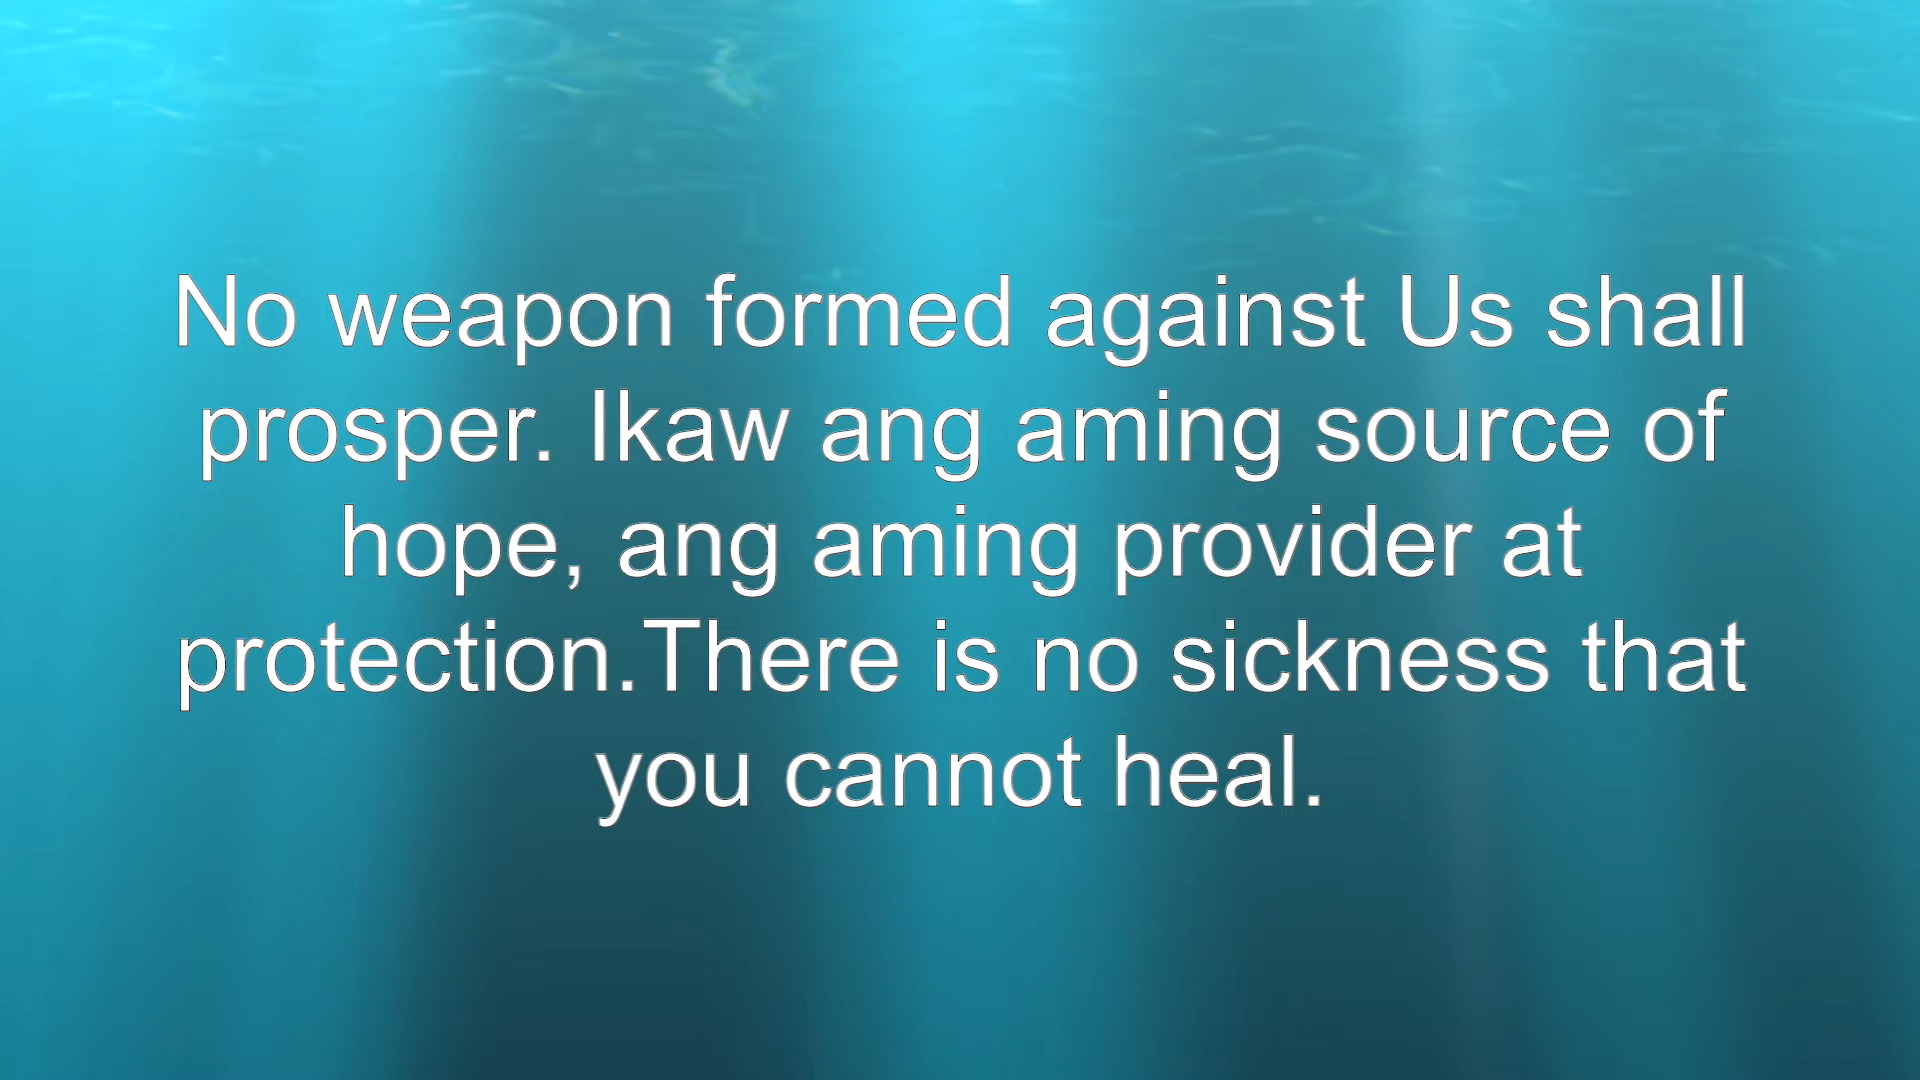 No weapon formed against Us shall
prosper. Ikaw ang aming source of
hope, ang aming provider at
protection.There is no sickness that
you cannot heal.